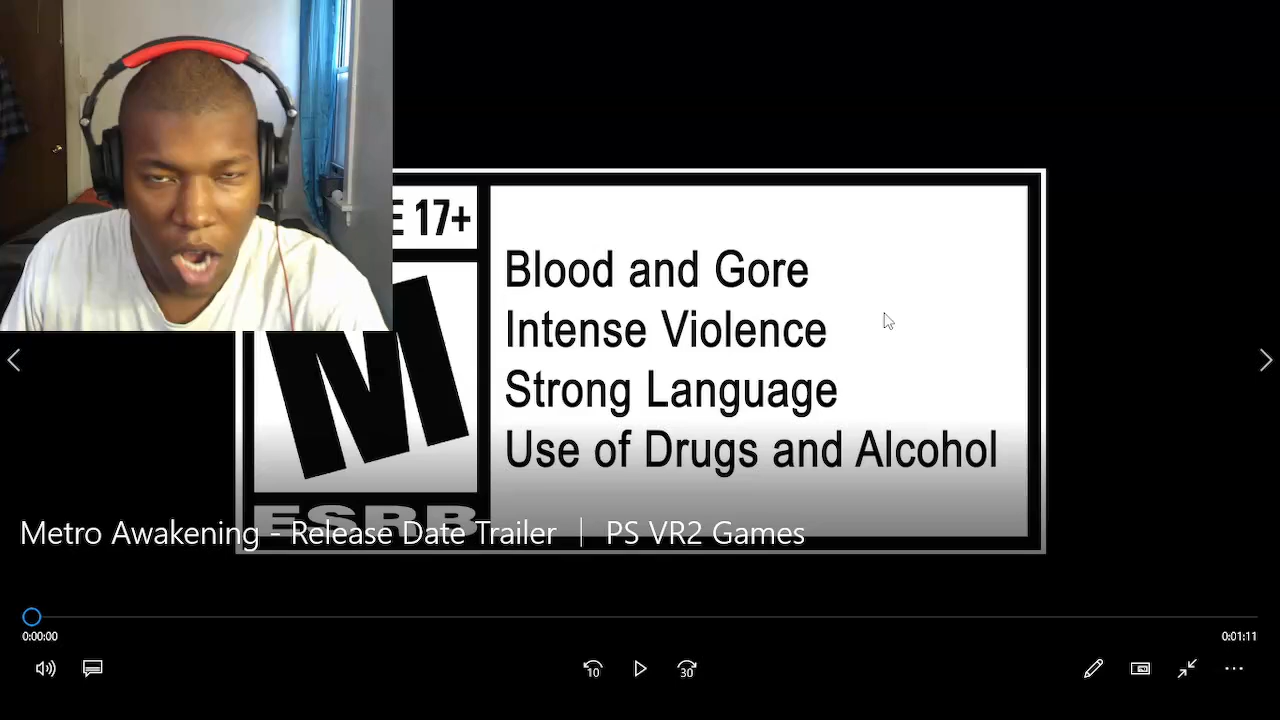 E 17+
M
Blood and Gore
Intense Violence
Strong Language
Use of Drugs and Alcohol
ESRB
Metro Awakening - Release Date Trailer | PS VR2 Games
0:00:00
0:01:11
10
30